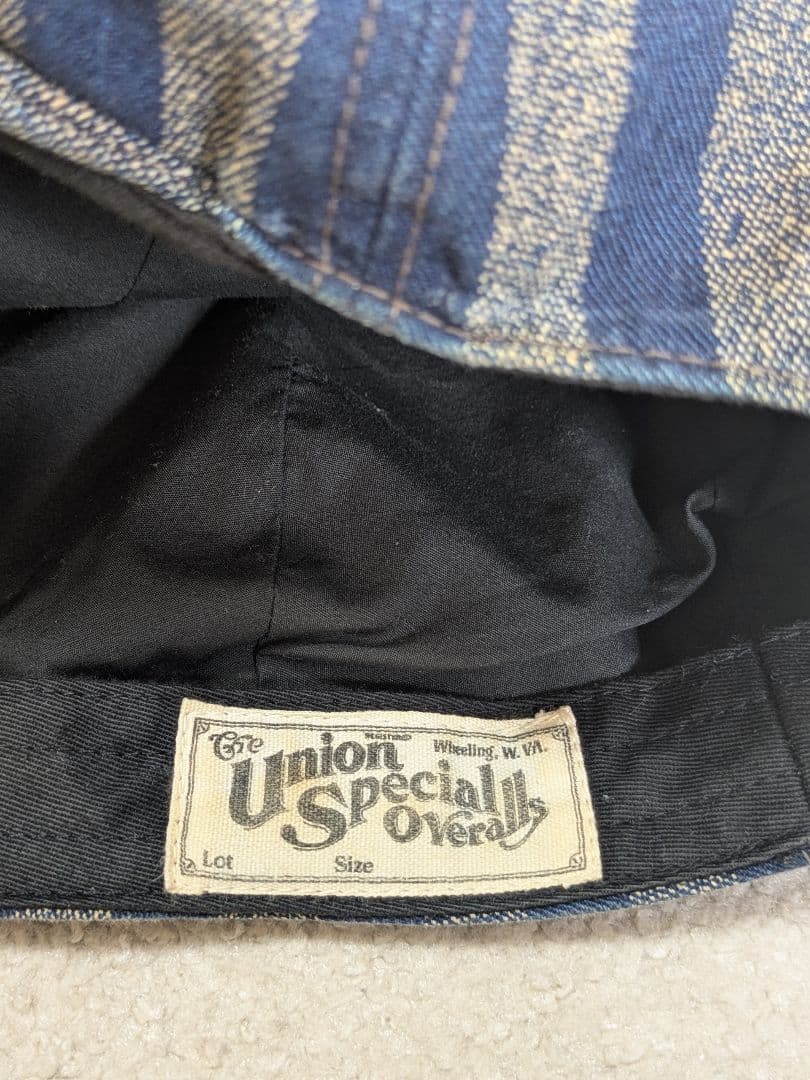 The Union REGISTERED Wheeling, W. VA.
Special
Overalls
Lot Size